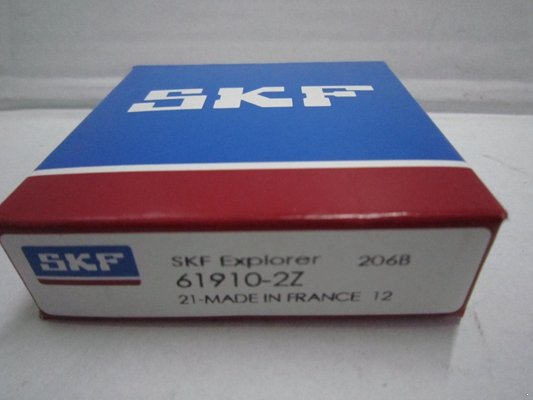 SKF
SKF
SKF Explorer 206B
61910-2Z
21-MADE IN FRANCE 12